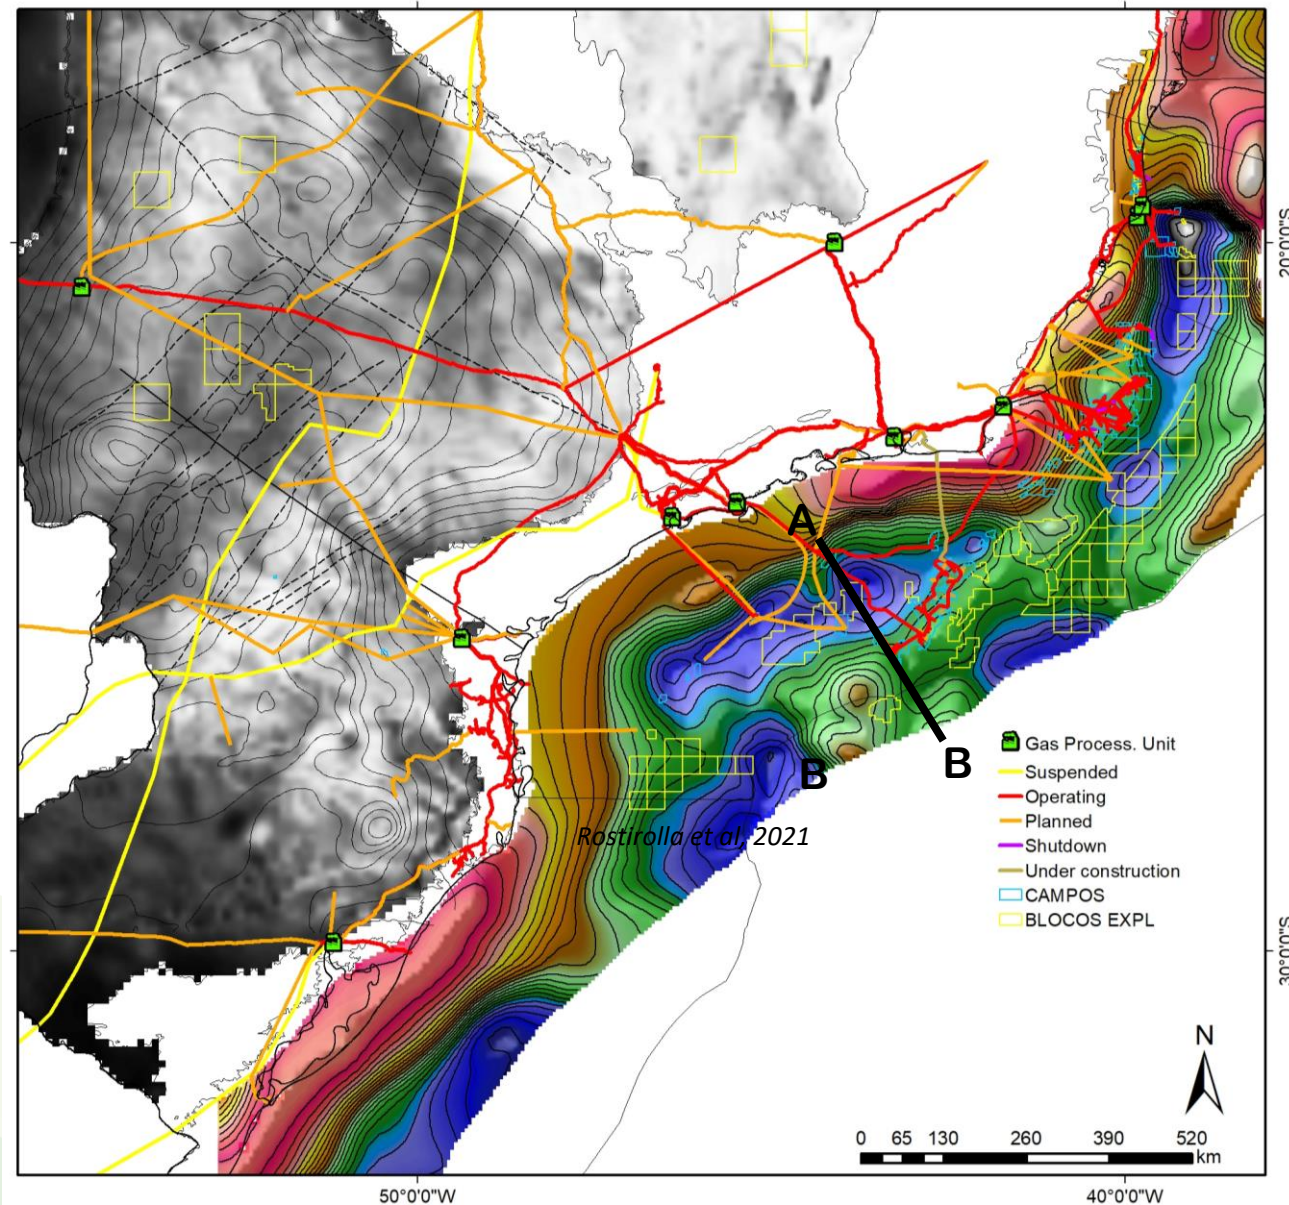 20°0'0"S
A
B
B
Rostirolla et al, 2021
Gas Process. Unit
Suspended
Operating
Planned
Shutdown
Under construction
CAMPOS
BLOCOS EXPL
30°0'0"S
N
0 65 130 260 390 520
km
50°0'0"W
40°0'0"W